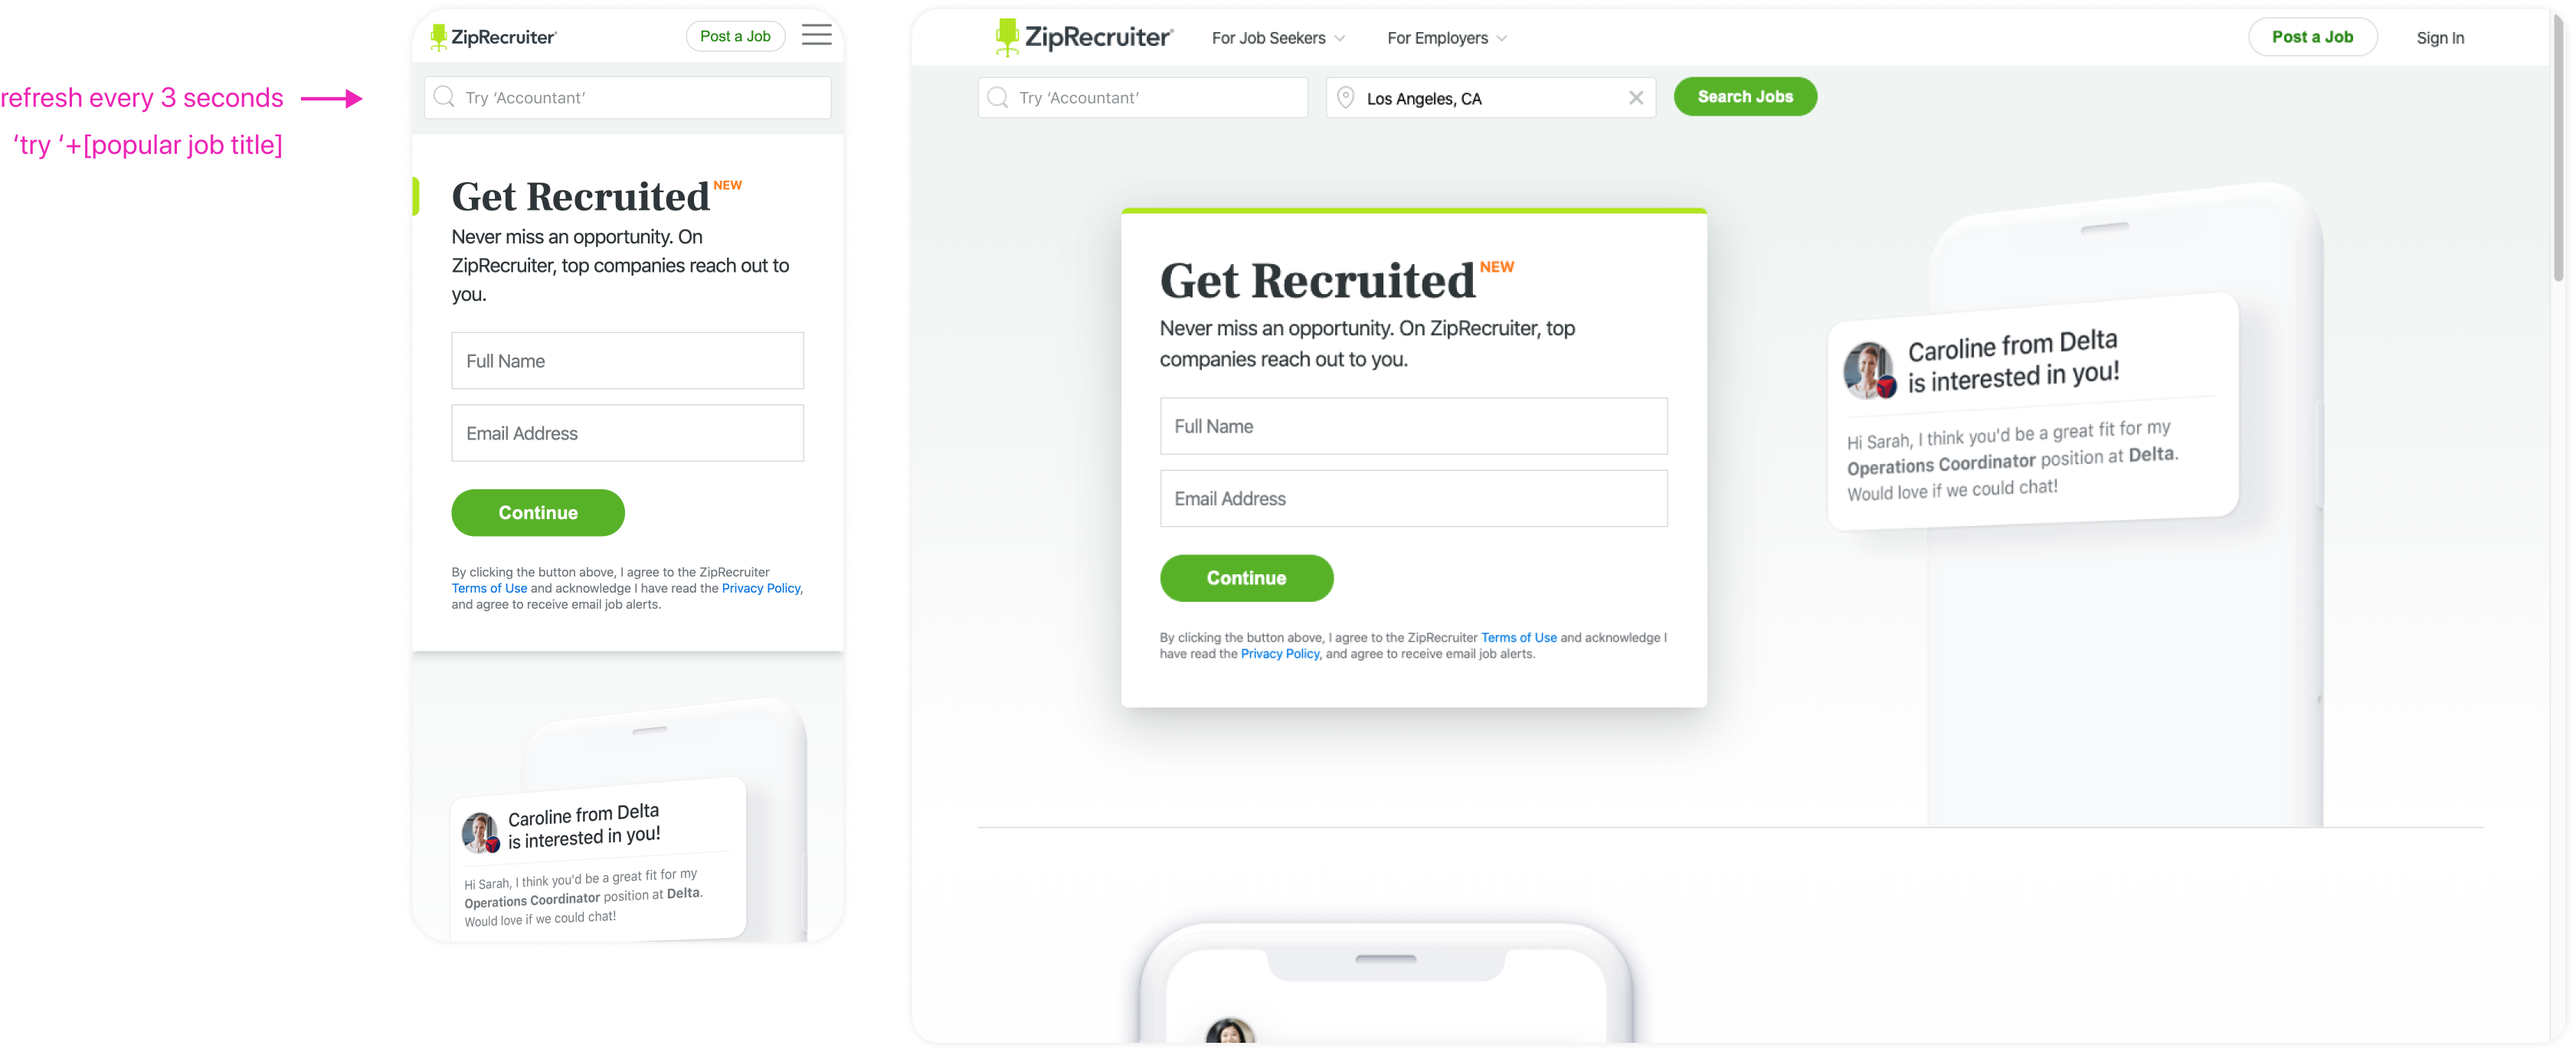 refresh every 3 seconds
‘try ‘+[popular job title]
ZipRecruiter
Post a Job
Try ‘Accountant’
Get Recruited NEW
Never miss an opportunity. On
ZipRecruiter, top companies reach out to
you.
Full Name
Email Address
Continue
By clicking the button above, I agree to the ZipRecruiter
Terms of Use and acknowledge I have read the Privacy Policy,
and agree to receive email job alerts.
Caroline from Delta
is interested in you!
Hi Sarah, I think you'd be a great fit for my
Operations Coordinator position at Delta.
Would love if we could chat!
ZipRecruiter
For Job Seekers
For Employers
Post a Job
Sign In
Try ‘Accountant’
Los Angeles, CA
Search Jobs
Get Recruited NEW
Never miss an opportunity. On ZipRecruiter, top
companies reach out to you.
Full Name
Email Address
Continue
By clicking the button above, I agree to the ZipRecruiter Terms of Use and acknowledge I
have read the Privacy Policy, and agree to receive email job alerts.
Caroline from Delta
is interested in you!
Hi Sarah, I think you'd be a great fit for my
Operations Coordinator position at Delta.
Would love if we could chat!